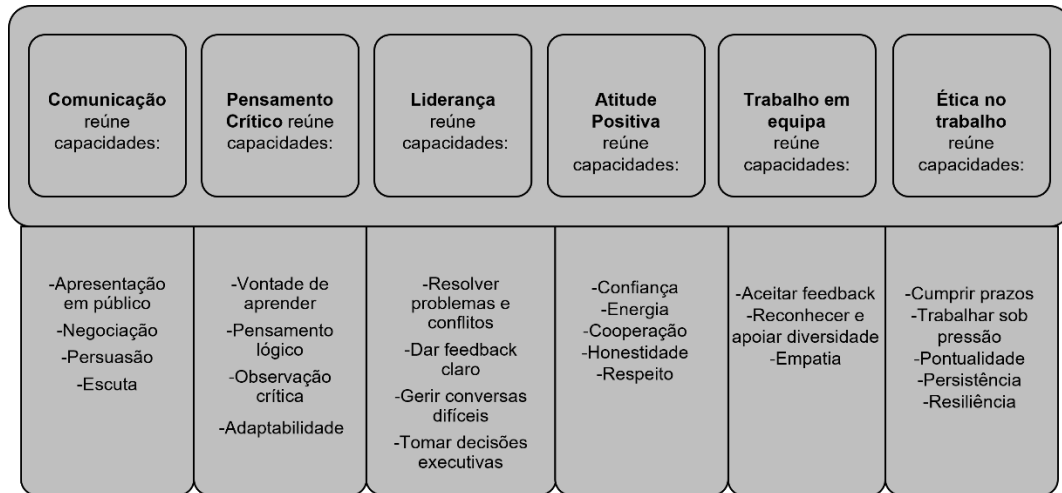 Comunicação
reúne
capacidades:
Pensamento
Crítico reúne
capacidades:
Liderança
reúne
capacidades:
Atitude
Positiva
reúne
capacidades:
Trabalho em
equipa
reúne
capacidades:
Ética no
trabalho
reúne
capacidades:
-Apresentação
em público
-Negociação
-Persuasão
-Escuta
-Vontade de
aprender
-Pensamento
lógico
-Observação
crítica
-Adaptabilidade
-Resolver
problemas e
conflitos
-Dar feedback
claro
-Gerir conversas
difíceis
-Tomar decisões
executivas
-Confiança
-Energia
-Cooperação
-Honestidade
-Respeito
-Aceitar feedback
-Reconhecer e
apoiar diversidade
-Empatia
-Cumprir prazos
-Trabalhar sob
pressão
-Pontualidade
-Persistência
-Resiliência